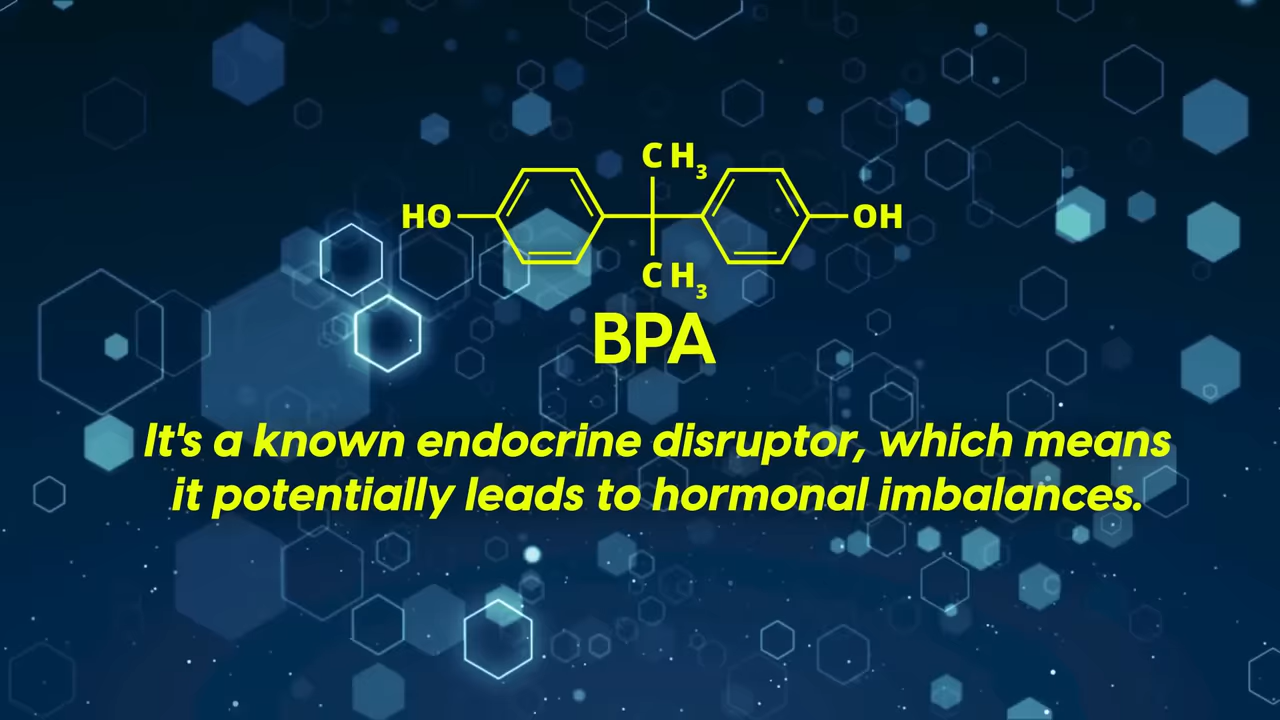 CH₃
HO OH
CH₃
BPA
It's a known endocrine disruptor, which means
it potentially leads to hormonal imbalances.